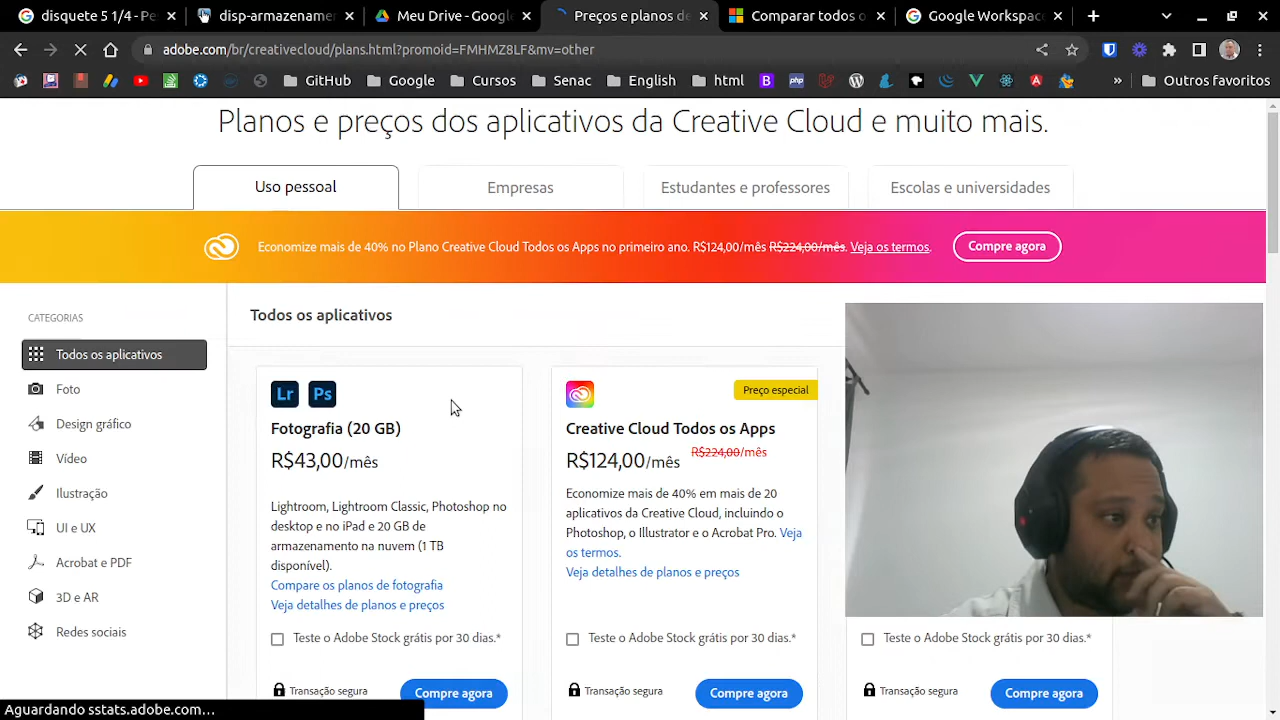 disquete 5 1/4 - Pe
disp-armazenamen
Meu Drive - Google
Preços e planos de
Comparar todos o
Google Workspace
adobe.com/br/creativecloud/plans.html?promoid=FMHMZ8LF&mv=other
GitHub
Google
Cursos
Senac
English
html
Outros favoritos
Planos e preços dos aplicativos da Creative Cloud e muito mais.
Uso pessoal
Empresas
Estudantes e professores
Escolas e universidades
Economize mais de 40% no Plano Creative Cloud Todos os Apps no primeiro ano. R$124,00/mês R$224,00/mês. Veja os termos.
Compre agora
CATEGORIAS
Todos os aplicativos
Foto
Design gráfico
Vídeo
Ilustração
UI e UX
Acrobat e PDF
3D e AR
Redes sociais
Todos os aplicativos
Lr Ps
Fotografia (20 GB)
R$43,00/mês
Lightroom, Lightroom Classic, Photoshop no
desktop e no iPad e 20 GB de
armazenamento na nuvem (1 TB
disponível).
Compare os planos de fotografia
Veja detalhes de planos e preços
Teste o Adobe Stock grátis por 30 dias.*
Transação segura
Compre agora
Preço especial
Creative Cloud Todos os Apps
R$124,00/mês R$224,00/mês
Economize mais de 40% em mais de 20
aplicativos da Creative Cloud, incluindo o
Photoshop, o Illustrator e o Acrobat Pro. Veja
os termos.
Veja detalhes de planos e preços
Teste o Adobe Stock grátis por 30 dias.*
Transação segura
Compre agora
Teste o Adobe Stock grátis por 30 dias.*
Transação segura
Compre agora
Aguardando sstats.adobe.com...